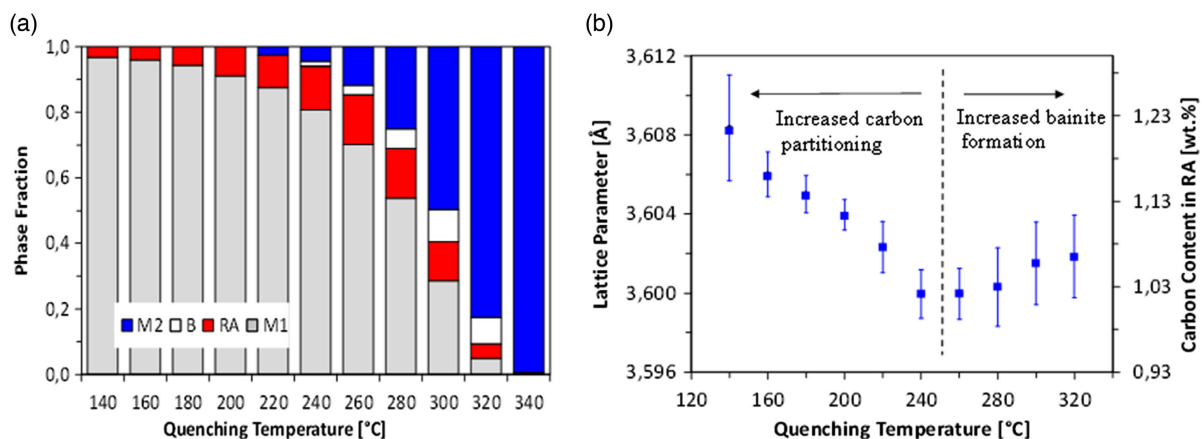 (a)
1,0
0,8
0,6
0,4
0,2
0,0
Phase Fraction
M2 B RA M1
140 160 180 200 220 240 260 280 300 320 340
Quenching Temperature [°C]
(b)
3,612
3,608
3,604
3,600
3,596
Lattice Parameter [Å]
Increased carbon
partitioning
Increased bainite
formation
1,23
1,13
1,03
0,93
Carbon Content in RA [wt.%]
120 160 200 240 280 320
Quenching Temperature [°C]